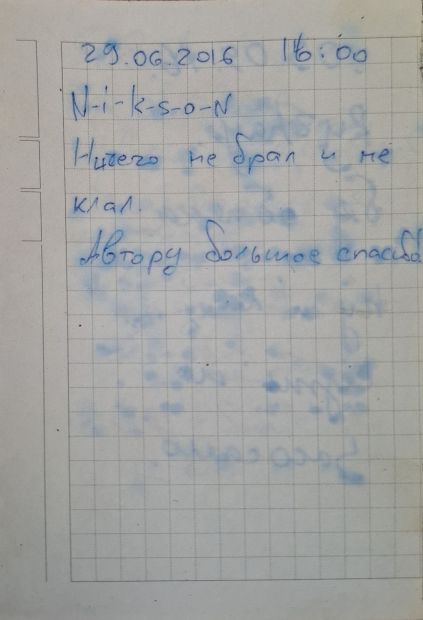 29.06.2016 16:00
N-i-k-s-o-N
Ничего не брал и не
клал.
Автору большое спасибо